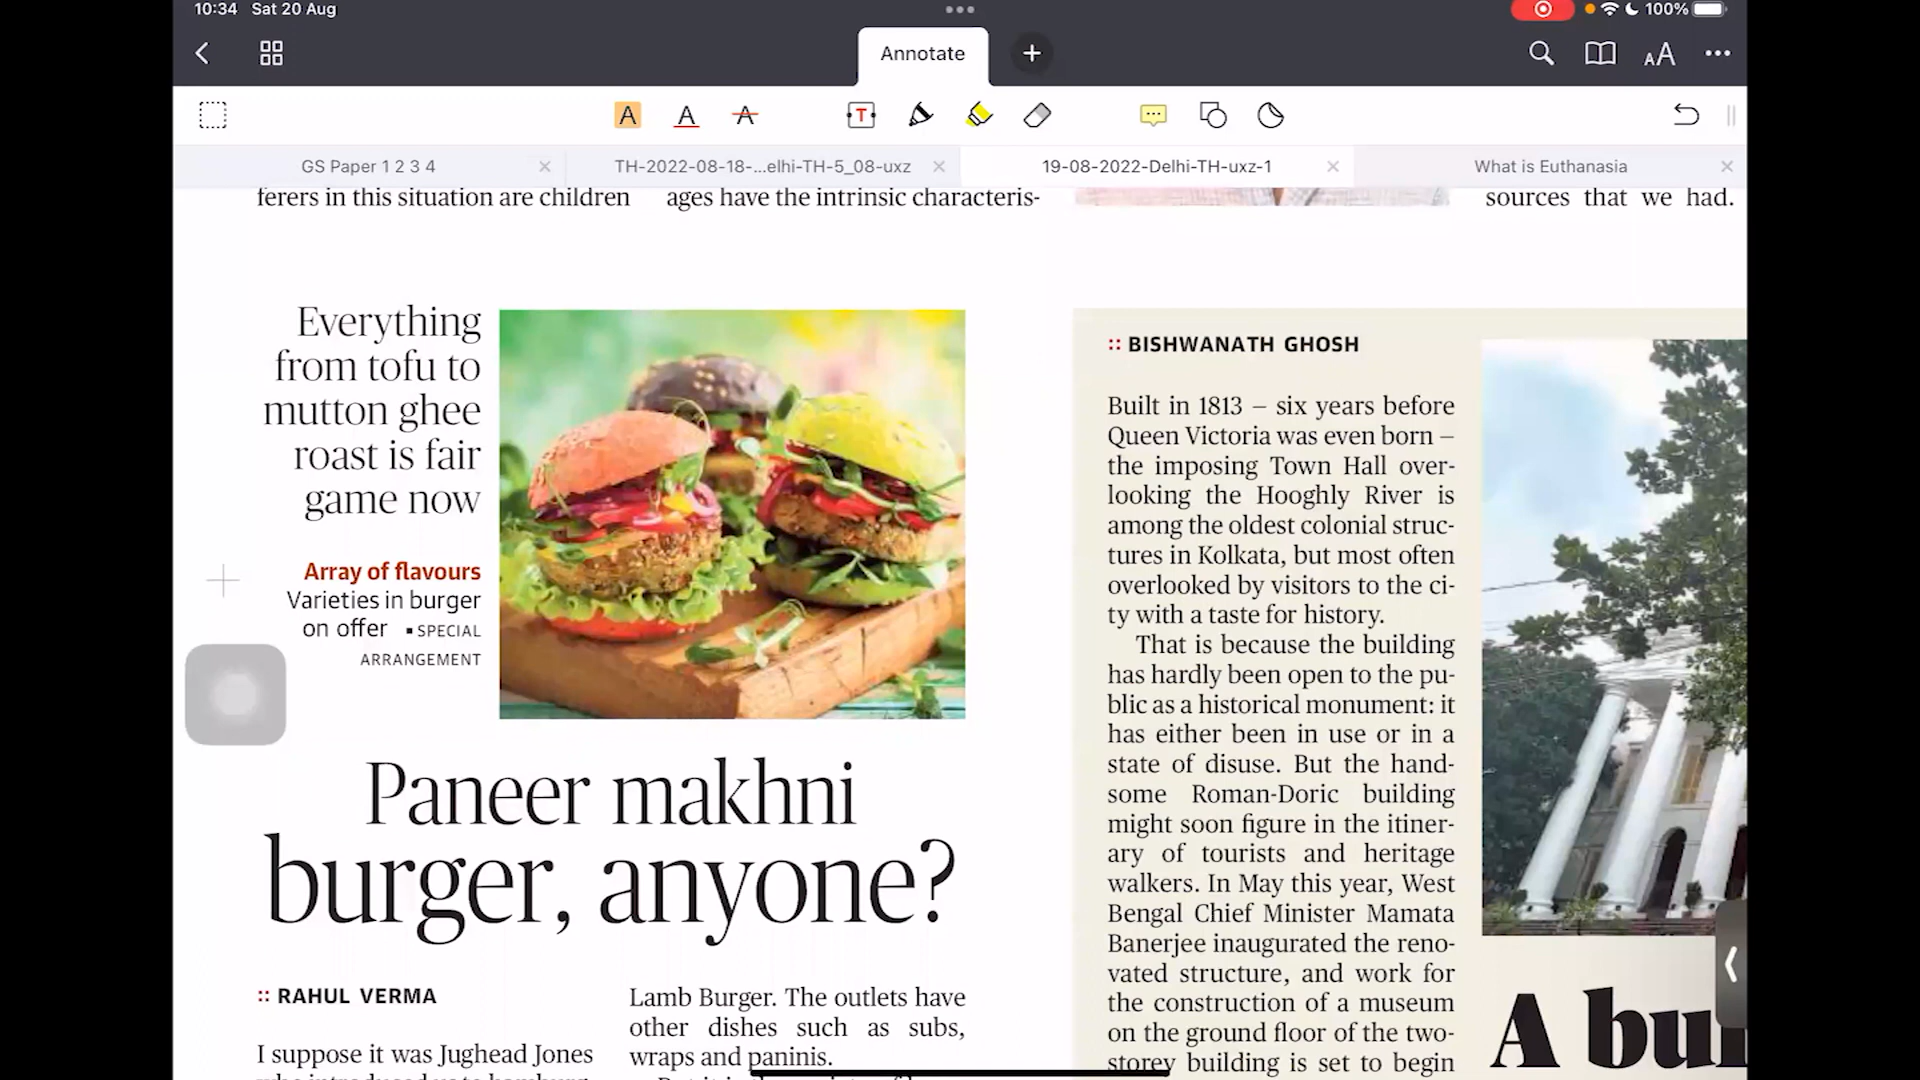 10:34 Sat 20 Aug
100%
Annotate
GS Paper 1 2 3 4
TH-2022-08-18-...elhi-TH-5_08-uxz
19-08-2022-Delhi-TH-uxz-1
What is Euthanasia
ferers in this situation are children
ages have the intrinsic characteris-
sources that we had.
Everything
from tofu to
mutton ghee
roast is fair
game now
Array of flavours
Varieties in burger
on offer ▪ SPECIAL
ARRANGEMENT
Paneer makhni
burger, anyone?
:: RAHUL VERMA
I suppose it was Jughead Jones
Lamb Burger. The outlets have
other dishes such as subs,
wraps and paninis.
:: BISHWANATH GHOSH
Built in 1813 – six years before
Queen Victoria was even born –
the imposing Town Hall over-
looking the Hooghly River is
among the oldest colonial struc-
tures in Kolkata, but most often
overlooked by visitors to the ci-
ty with a taste for history.
That is because the building
has hardly been open to the pu-
blic as a historical monument: it
has either been in use or in a
state of disuse. But the hand-
some Roman-Doric building
might soon figure in the itiner-
ary of tourists and heritage
walkers. In May this year, West
Bengal Chief Minister Mamata
Banerjee inaugurated the reno-
vated structure, and work for
the construction of a museum
on the ground floor of the two-
storey building is set to begin
A bui